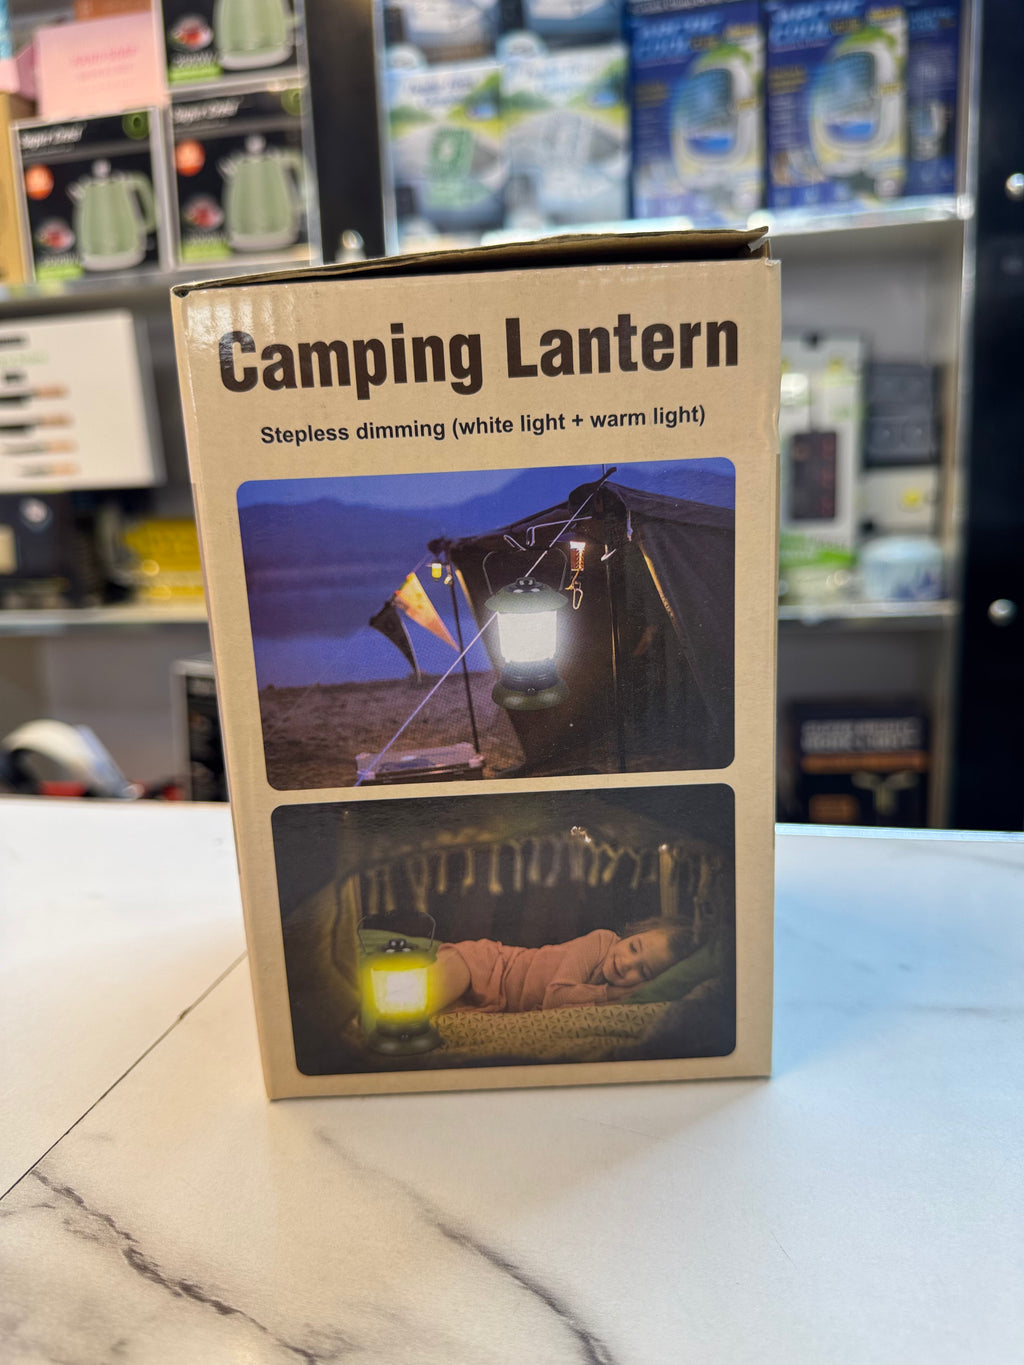 Camping Lantern
Stepless dimming (white light + warm light)